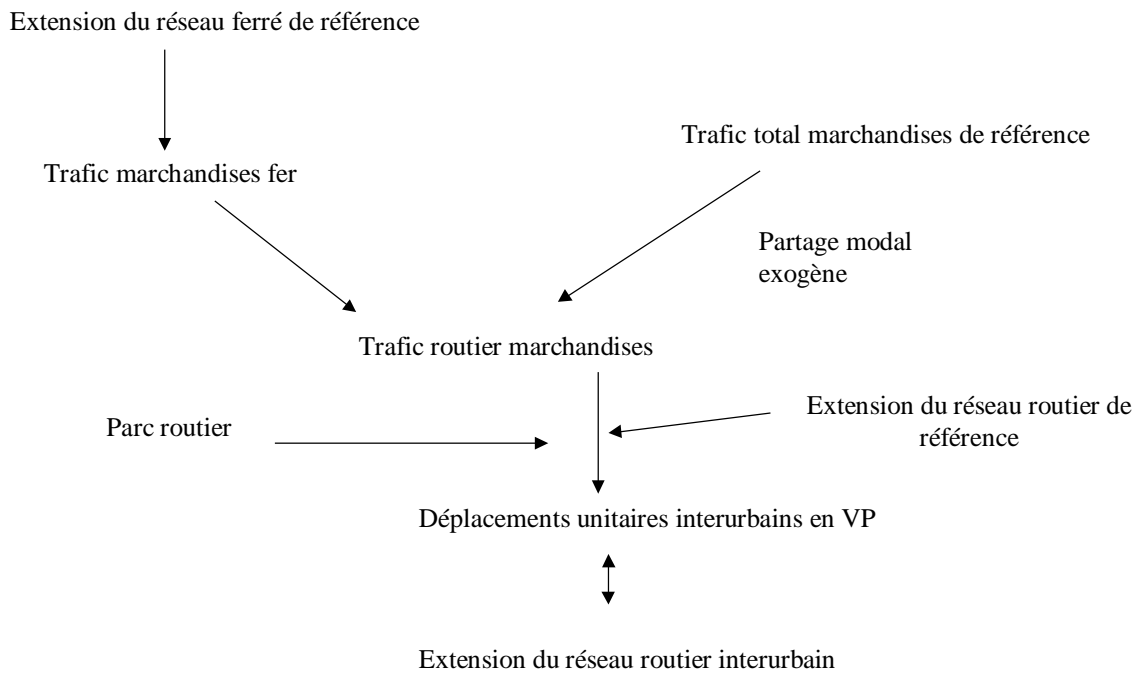 Extension du réseau ferré de référence
Trafic total marchandises de référence
Trafic marchandises fer
Partage modal
exogène
Trafic routier marchandises
Extension du réseau routier de
référence
Parc routier
Déplacements unitaires interurbains en VP
Extension du réseau routier interurbain